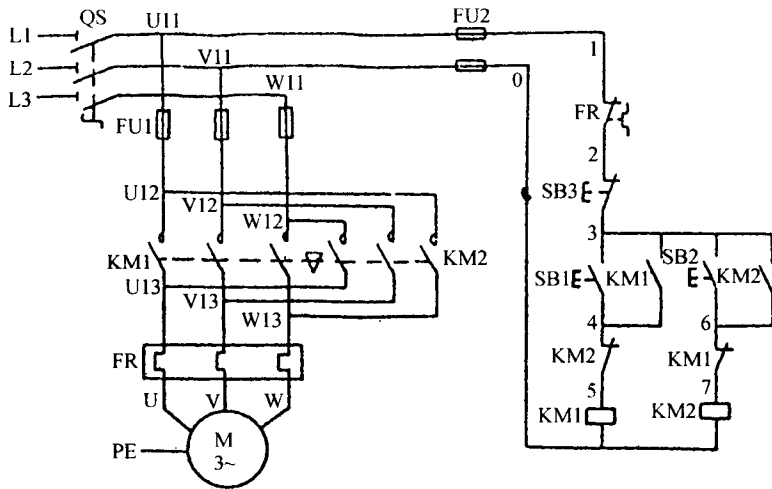 QS
U11
FU2
L1
1
L2
V11
0
L3
W11
FU1
FR
2
U12
V12
SB3
W12
3
KM1
KM2
SB1
KM1
SB2
KM2
U13
V13
4
6
W13
KM2
KM1
FR
5
7
U
V
W
KM1
KM2
M
3~
PE